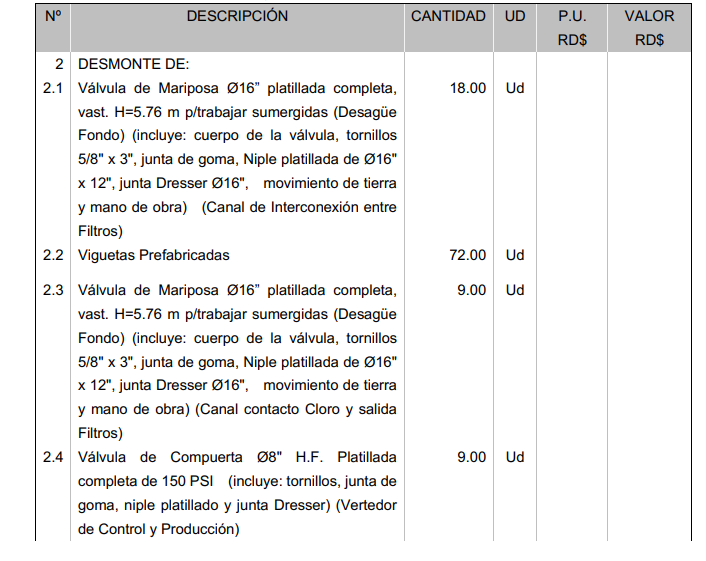 Nº DESCRIPCIÓN CANTIDAD UD P.U. VALOR
RD$ RD$
2 DESMONTE DE:
2.1 Válvula de Mariposa Ø16” platillada completa, 18.00 Ud
vast. H=5.76 m p/trabajar sumergidas (Desagüe
Fondo) (incluye: cuerpo de la válvula, tornillos
5/8" x 3", junta de goma, Niple platillada de Ø16"
x 12", junta Dresser Ø16", movimiento de tierra
y mano de obra) (Canal de Interconexión entre
Filtros)
2.2 Viguetas Prefabricadas 72.00 Ud
2.3 Válvula de Mariposa Ø16” platillada completa, 9.00 Ud
vast. H=5.76 m p/trabajar sumergidas (Desagüe
Fondo) (incluye: cuerpo de la válvula, tornillos
5/8" x 3", junta de goma, Niple platillada de Ø16"
x 12", junta Dresser Ø16", movimiento de tierra
y mano de obra) (Canal contacto Cloro y salida
Filtros)
2.4 Válvula de Compuerta Ø8" H.F. Platillada 9.00 Ud
completa de 150 PSI (incluye: tornillos, junta de
goma, niple platillado y junta Dresser) (Vertedor
de Control y Producción)